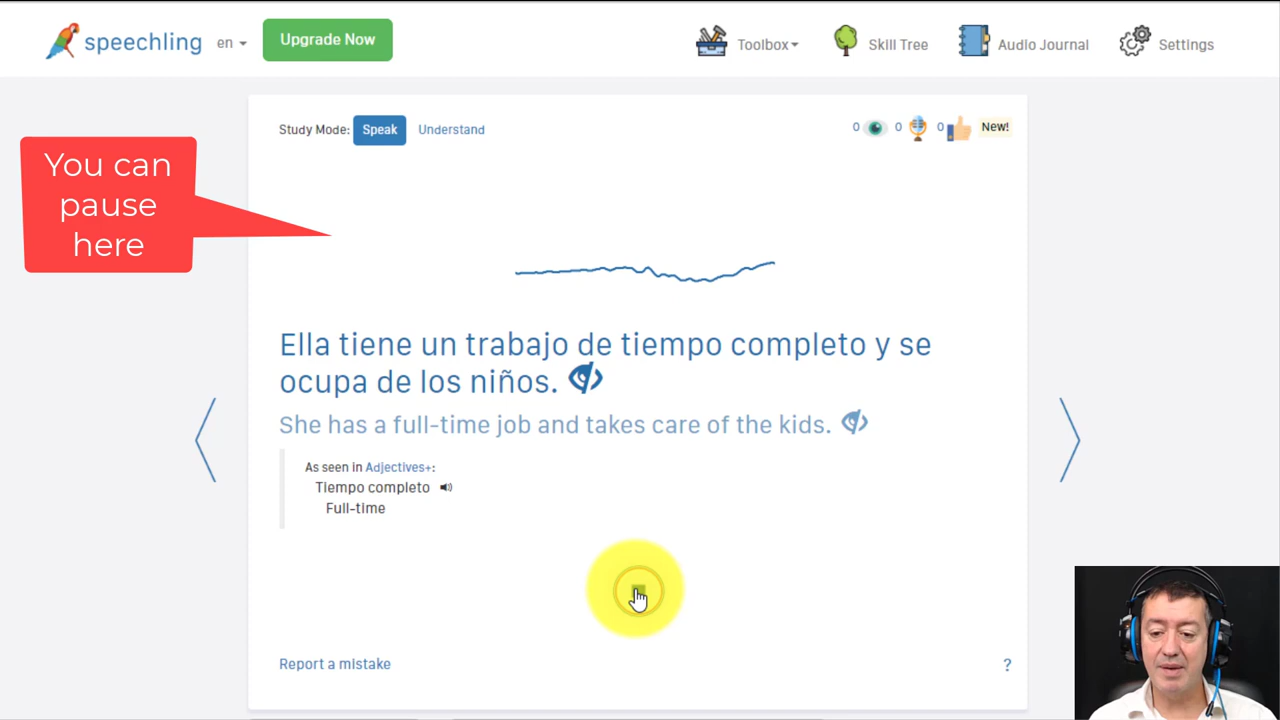 speechling en Upgrade Now Toolbox Skill Tree Audio Journal Settings
Study Mode: Speak Understand 0 0 0 New!
You can
pause
here
Ella tiene un trabajo de tiempo completo y se
ocupa de los niños.
She has a full-time job and takes care of the kids.
As seen in Adjectives+:
Tiempo completo
Full-time
Report a mistake ?